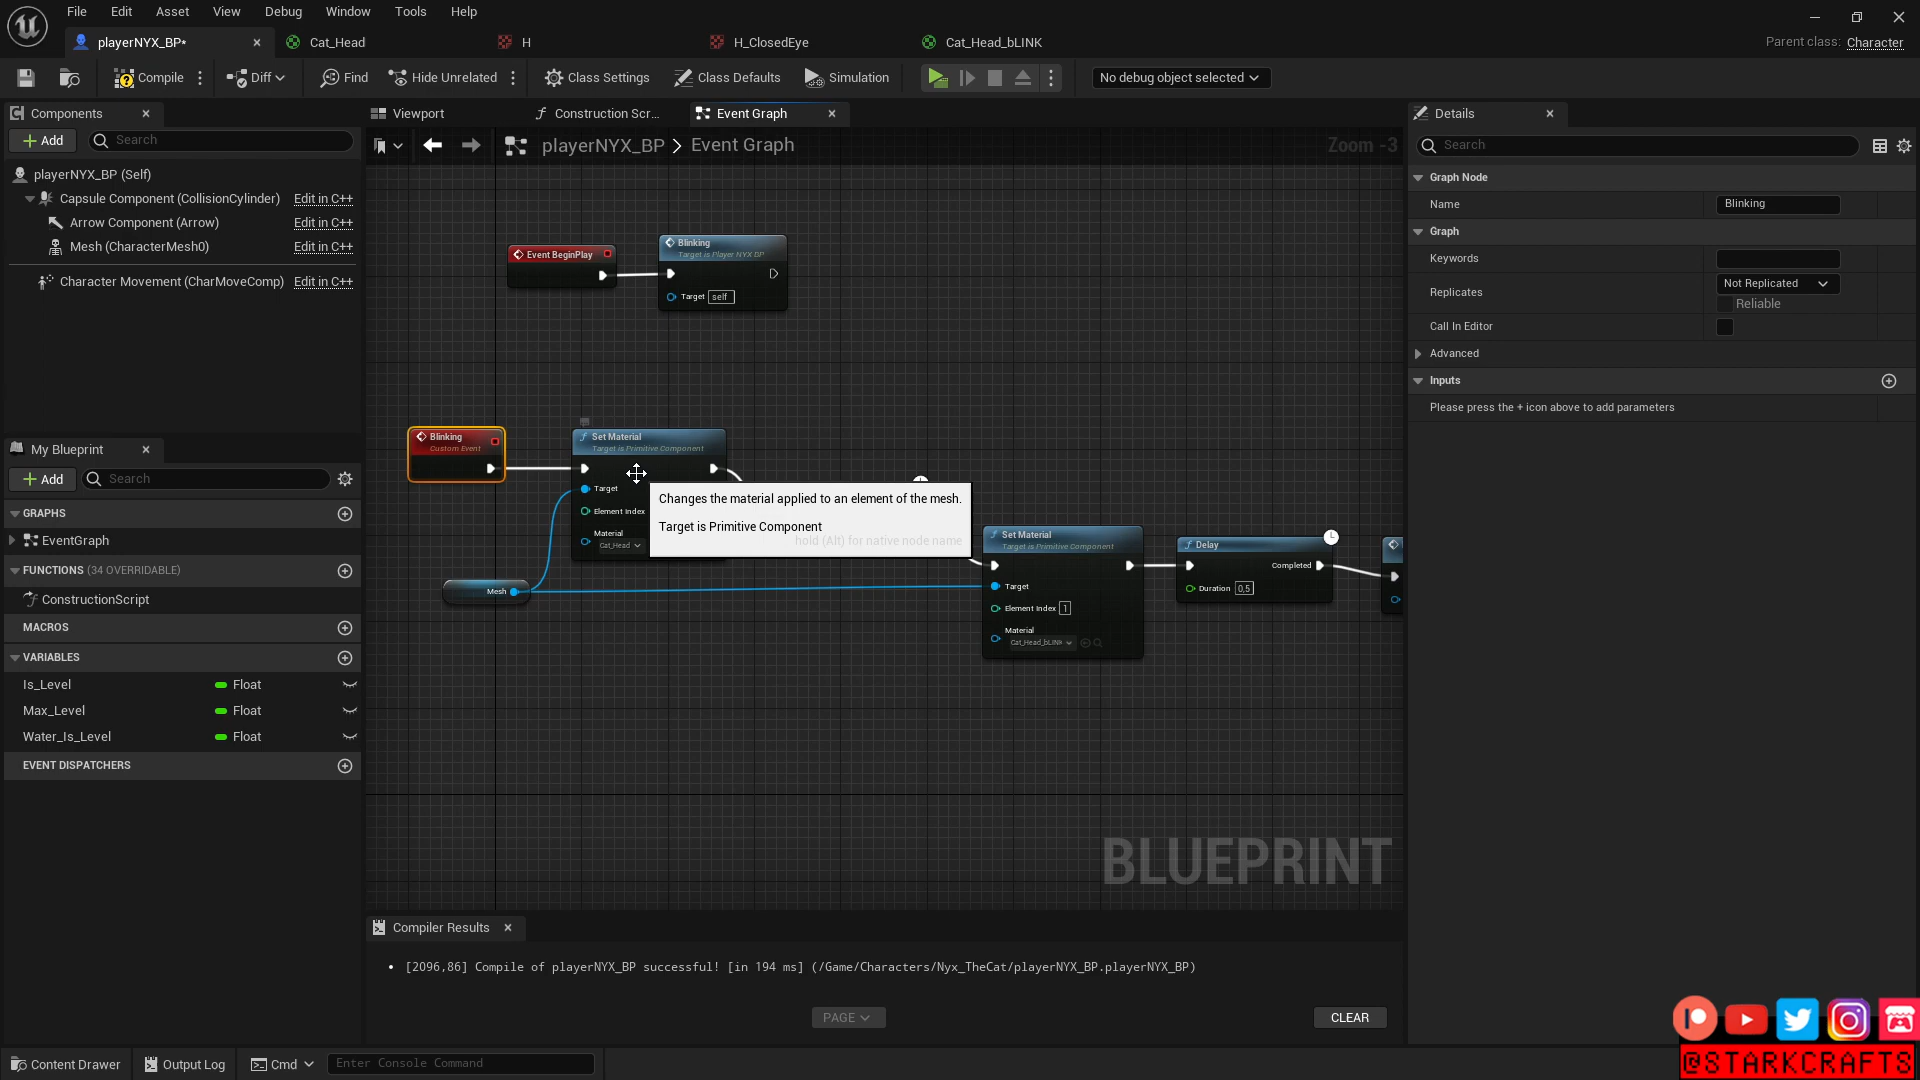 File Edit Asset View Debug Window Tools Help
playerNYX_BP* Cat_Head H H_ClosedEye Cat_Head_bLINK Parent class: Character
Compile Diff Find Hide Unrelated Class Settings Class Defaults Simulation No debug object selected
Components Viewport Construction Scr... Event Graph Details
Add Search
playerNYX_BP > Event Graph Zoom -3
Search
playerNYX_BP (Self)
Capsule Component (CollisionCylinder) Edit in C++
Arrow Component (Arrow) Edit in C++
Mesh (CharacterMesh0) Edit in C++
Character Movement (CharMoveComp) Edit in C++
My Blueprint
Add Search
GRAPHS
EventGraph
FUNCTIONS (34 OVERRIDABLE)
ConstructionScript
MACROS
VARIABLES
Is_Level Float
Max_Level Float
Water_Is_Level Float
EVENT DISPATCHERS
Event BeginPlay
Blinking
Target is Player NYX BP
Target self
Blinking
Custom Event
Set Material
Target is Primitive Component
Target
Element Index
Material
Cat_Head
Mesh
Changes the material applied to an element of the mesh.
Target is Primitive Component
hold (Alt) for native node name
Set Material
Target is Primitive Component
Target
Element Index 1
Material
Cat_Head_bLINK
Delay
Completed
Duration 0,5
BLUEPRINT
Graph Node
Name Blinking
Graph
Keywords
Replicates Not Replicated
Reliable
Call In Editor
Advanced
Inputs
Please press the + icon above to add parameters
Compiler Results
[2096,86] Compile of playerNYX_BP successful! [in 194 ms] (/Game/Characters/Nyx_TheCat/playerNYX_BP.playerNYX_BP)
PAGE CLEAR
Content Drawer Output Log Cmd Enter Console Command
@STARKCRAFTS